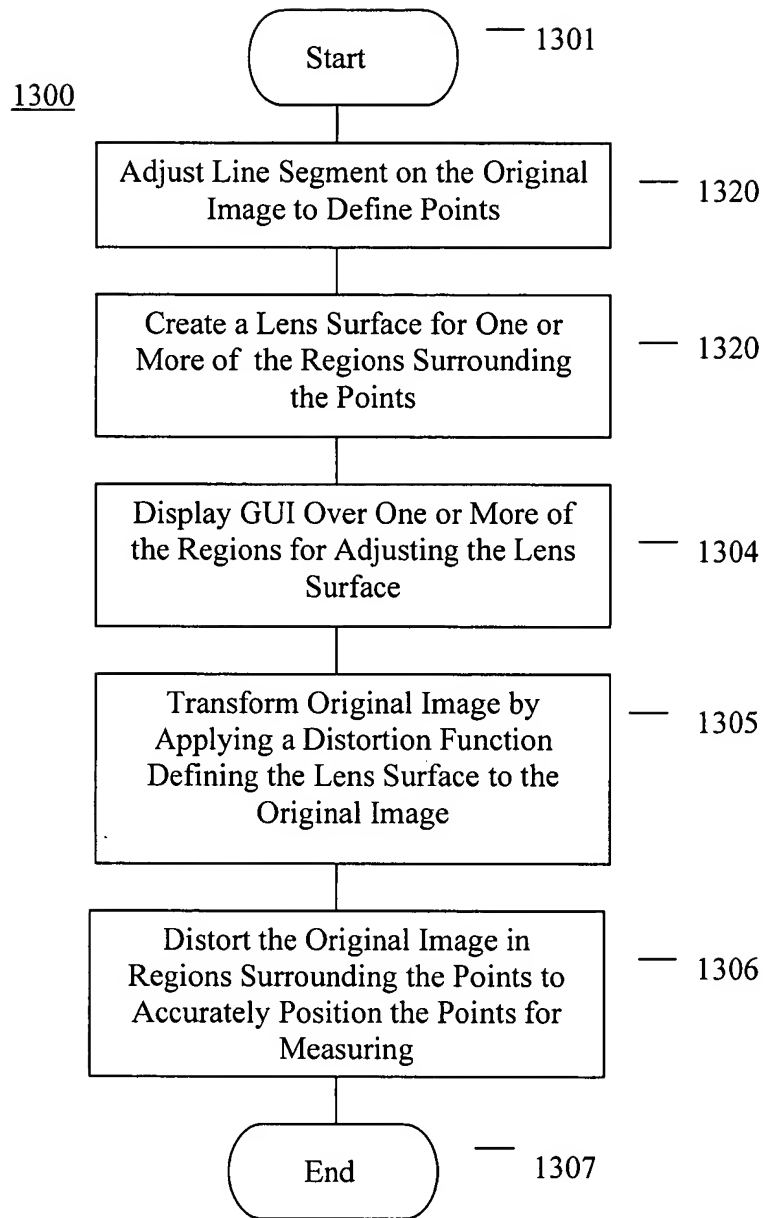 Start
1301
1300
Adjust Line Segment on the Original
Image to Define Points
1320
Create a Lens Surface for One or
More of the Regions Surrounding
the Points
1320
Display GUI Over One or More of
the Regions for Adjusting the Lens
Surface
1304
Transform Original Image by
Applying a Distortion Function
Defining the Lens Surface to the
Original Image
1305
Distort the Original Image in
Regions Surrounding the Points to
Accurately Position the Points for
Measuring
1306
End
1307